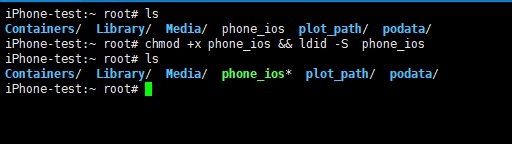 iPhone-test:~ root# ls
Containers/  Library/  Media/  phone_ios  plot_path/  podata/
iPhone-test:~ root# chmod +x phone_ios && ldid -S  phone_ios
iPhone-test:~ root# ls
Containers/  Library/  Media/  phone_ios*  plot_path/  podata/
iPhone-test:~ root#